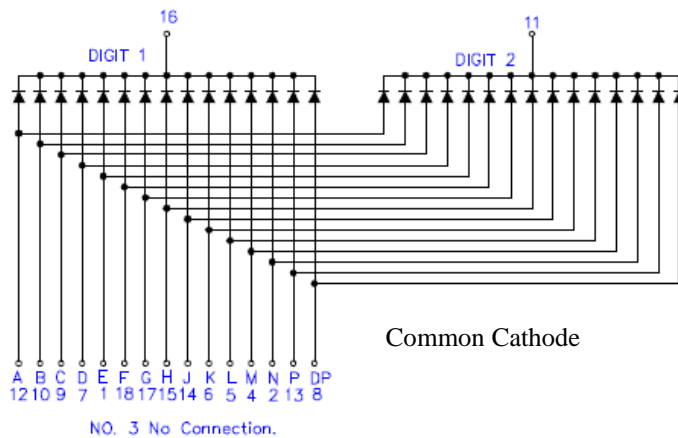 16
11
DIGIT 1
DIGIT 2
Common Cathode
A B C D E F G H J K L M N P DP
12 10 9 7 1 18 17 15 14 6 5 4 2 13 8
NO. 3 No Connection.